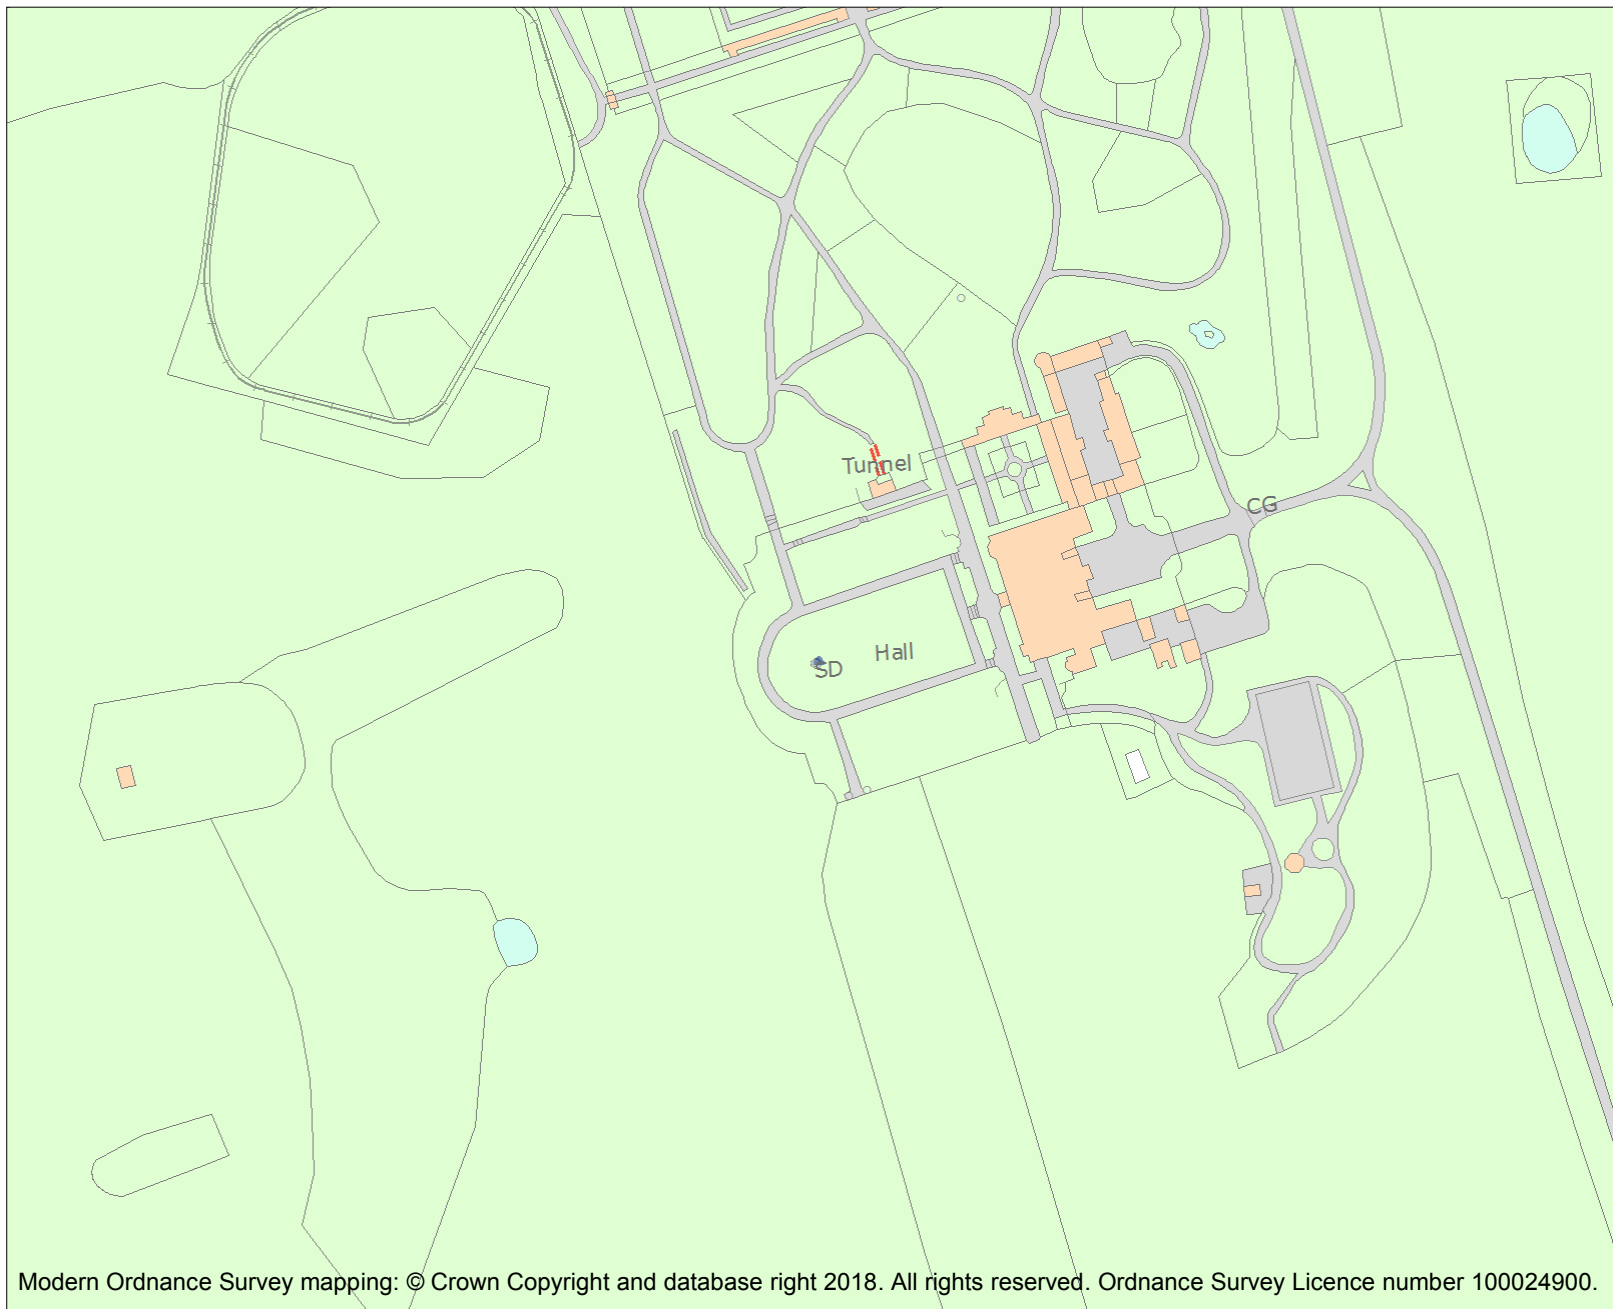 Tunnel
CG
Hall
SD
Modern Ordnance Survey mapping: © Crown Copyright and database right 2018. All rights reserved. Ordnance Survey Licence number 100024900.